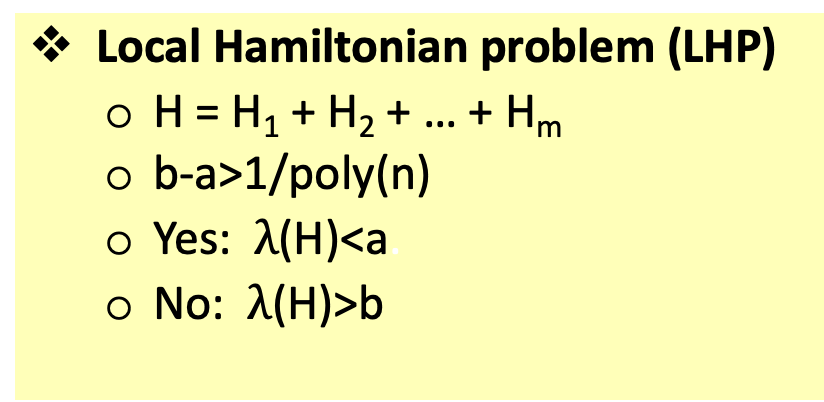 ❖ Local Hamiltonian problem (LHP)
o H = H₁ + H₂ + ... + Hₘ
o b-a>1/poly(n)
o Yes: λ(H)<a
o No: λ(H)>b